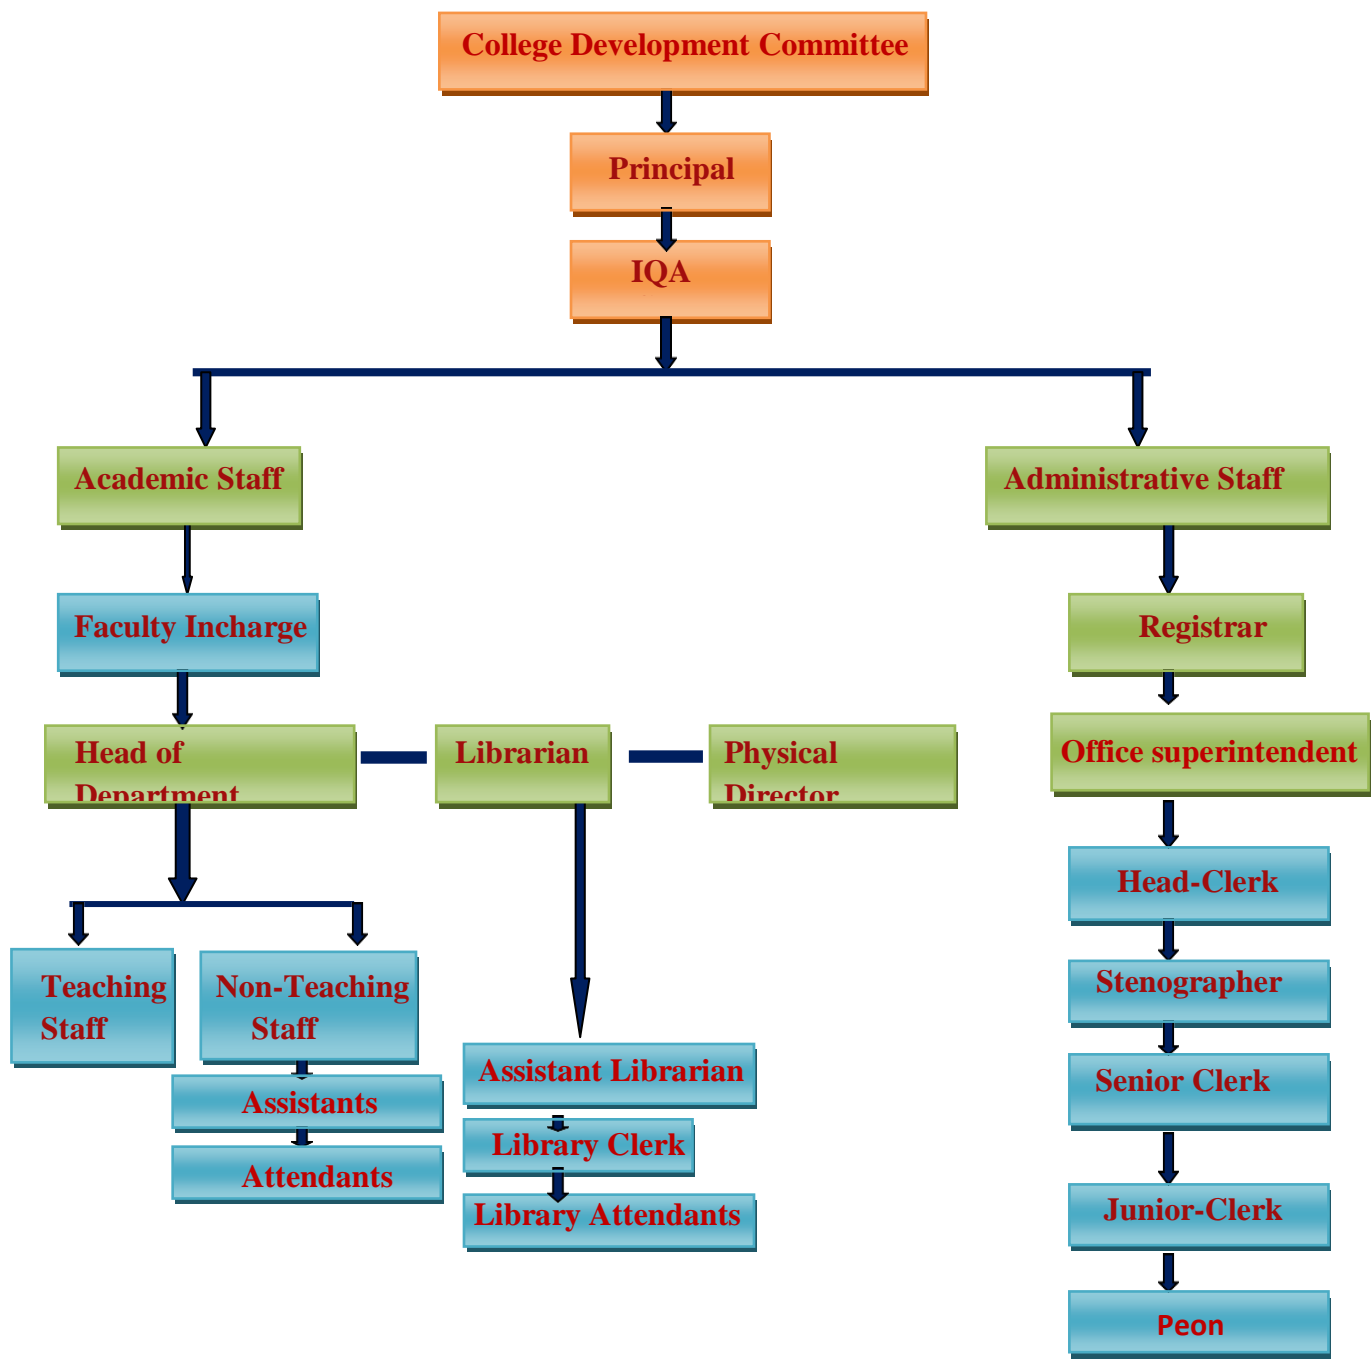 College Development Committee
Principal
IQA
Academic Staff
Administrative Staff
Faculty Incharge
Registrar
Head of
Department
Librarian
Physical
Director
Office superintendent
Head-Clerk
Teaching
Staff
Non-Teaching
Staff
Stenographer
Assistant Librarian
Senior Clerk
Assistants
Library Clerk
Attendants
Library Attendants
Junior-Clerk
Peon